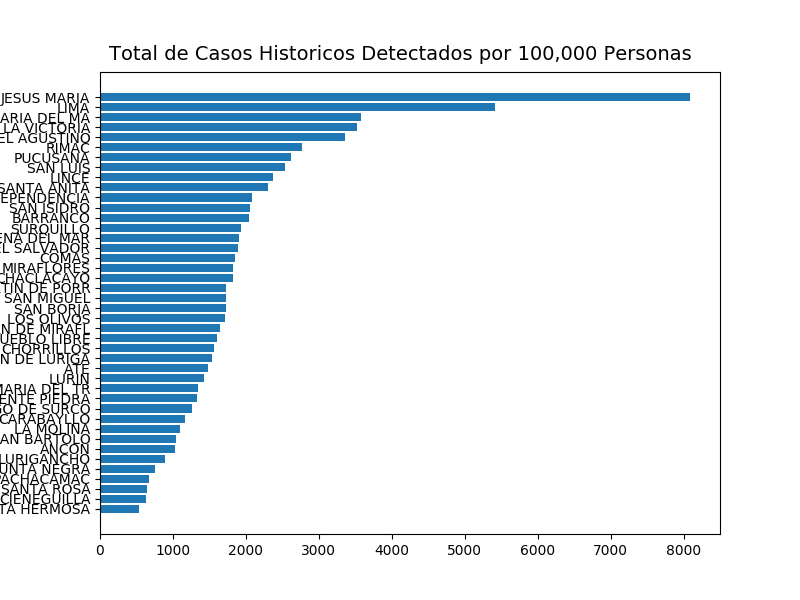 Total de Casos Historicos Detectados por 100,000 Personas
JESUS MARIA
LIMA
ARIA DEL MA
LA VICTORIA
EL AGUSTINO
RIMAC
PUCUSANA
SAN LUIS
LINCE
SANTA ANITA
EPENDENCIA
SAN ISIDRO
BARRANCO
SURQUILLO
ENA DEL MAR
EL SALVADOR
COMAS
MIRAFLORES
CHACLACAYO
TIN DE PORR
SAN MIGUEL
SAN BORJA
LOS OLIVOS
N DE MIRAFL
UEBLO LIBRE
CHORRILLOS
N DE LURIGA
ATE
LURIN
MARIA DEL TR
ENTE PIEDRA
GO DE SURCO
CARABAYLLO
LA MOLINA
AN BARTOLO
ANCON
LURIGANCHO
UNTA NEGRA
PACHACAMAC
SANTA ROSA
CIENEGUILLA
TA HERMOSA
0 1000 2000 3000 4000 5000 6000 7000 8000